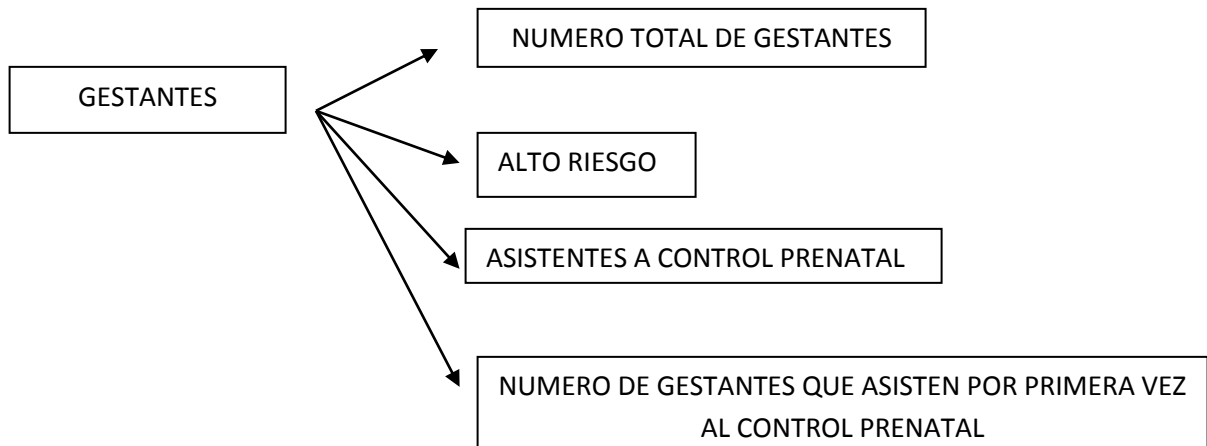 GESTANTES
NUMERO TOTAL DE GESTANTES
ALTO RIESGO
ASISTENTES A CONTROL PRENATAL
NUMERO DE GESTANTES QUE ASISTEN POR PRIMERA VEZ
AL CONTROL PRENATAL